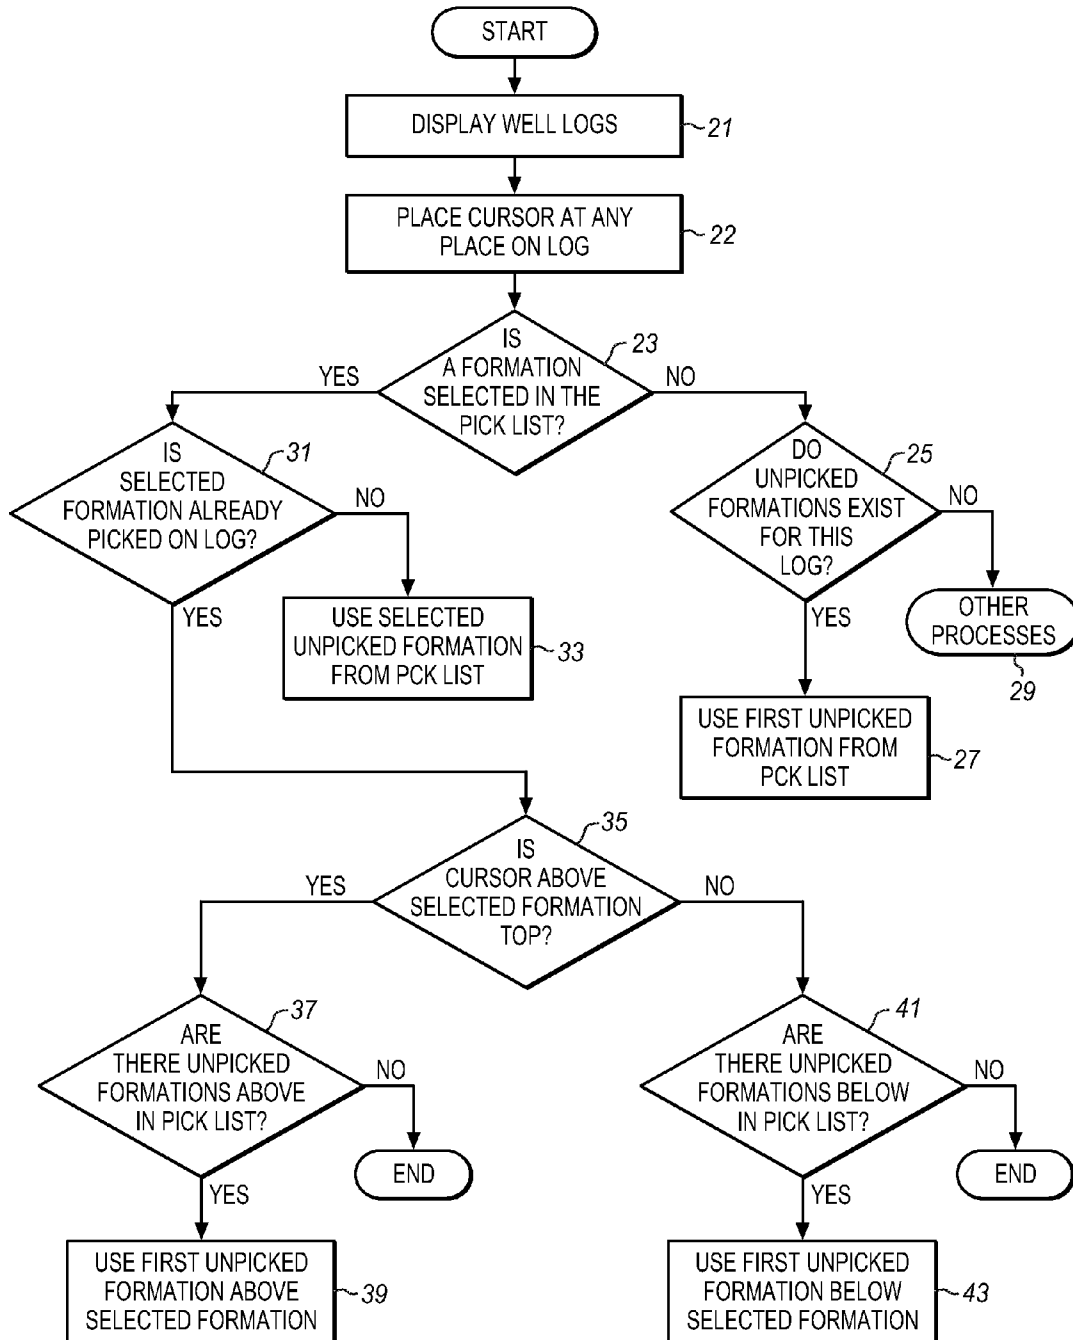 START
DISPLAY WELL LOGS
21
PLACE CURSOR AT ANY
PLACE ON LOG
22
IS
A FORMATION
SELECTED IN THE
PICK LIST?
23
YES
NO
IS
SELECTED
FORMATION ALREADY
PICKED ON LOG?
31
NO
YES
DO
UNPICKED
FORMATIONS EXIST
FOR THIS
LOG?
25
NO
YES
USE SELECTED
UNPICKED FORMATION
FROM PCK LIST
33
OTHER
PROCESSES
29
USE FIRST UNPICKED
FORMATION FROM
PCK LIST
27
IS
CURSOR ABOVE
SELECTED FORMATION
TOP?
35
YES
NO
ARE
THERE UNPICKED
FORMATIONS ABOVE
IN PICK LIST?
37
NO
END
YES
ARE
THERE UNPICKED
FORMATIONS BELOW
IN PICK LIST?
41
NO
END
YES
USE FIRST UNPICKED
FORMATION ABOVE
SELECTED FORMATION
39
USE FIRST UNPICKED
FORMATION BELOW
SELECTED FORMATION
43